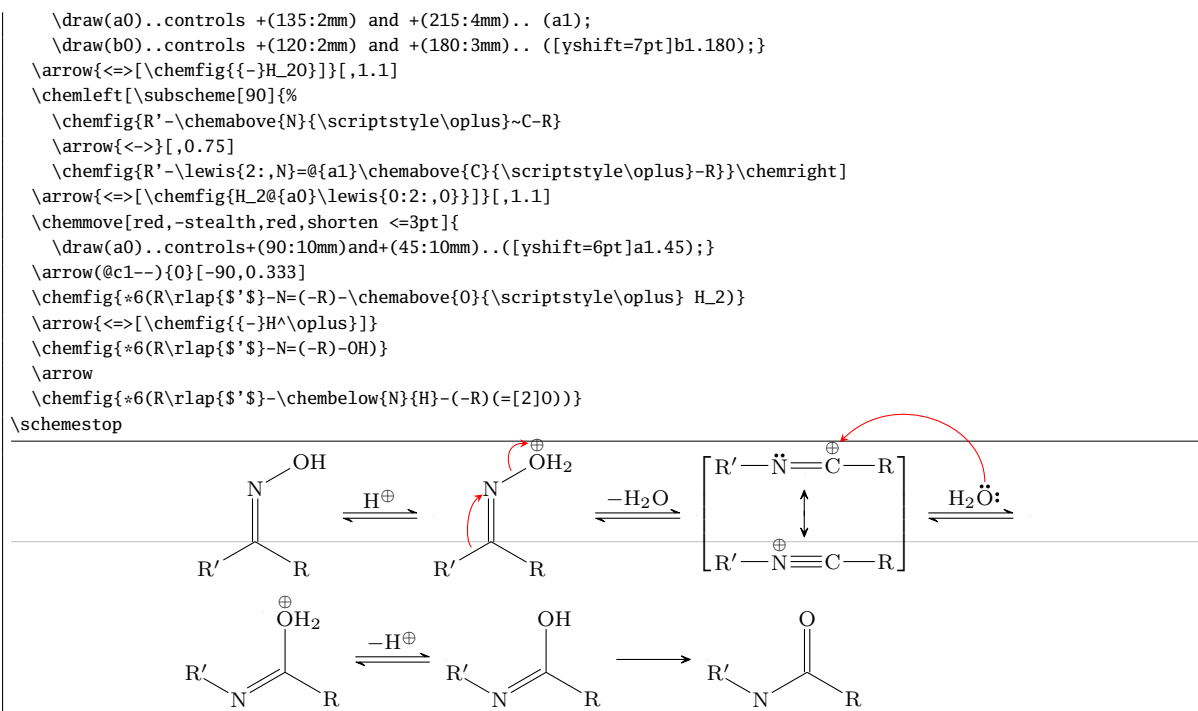 \draw(a0)..controls +(135:2mm) and +(215:4mm).. (a1);
\draw(b0)..controls +(120:2mm) and +(180:3mm).. ([yshift=7pt]b1.180);}
\arrow{<=>[\chemfig{{-}H_2O}]}[,1.1]
\chemleft[\subscheme[90]{%
\chemfig{R'-\chemabove{N}{\scriptstyle\oplus}~C-R}
\arrow{<->}[,0.75]
\chemfig{R'-\lewis{2:,N}=@{a1}\chemabove{C}{\scriptstyle\oplus}-R}}\chemright]
\arrow{<=>[\chemfig{H_2@{a0}\lewis{0:2:,O}}]}[,1.1]
\chemmove[red,-stealth,red,shorten <=3pt]{
\draw(a0)..controls+(90:10mm)and+(45:10mm)..([yshift=6pt]a1.45);}
\arrow(@c1--){0}[-90,0.333]
\chemfig{*6(R\rlap{$'$}-N=(-R)-\chemabove{O}{\scriptstyle\oplus} H_2)}
\arrow{<=>[\chemfig{{-}H^\oplus}]}
\chemfig{*6(R\rlap{$'$}-N=(-R)-OH)}
\arrow
\chemfig{*6(R\rlap{$'$}-\chembelow{N}{H}-(-R)(=[2]O))}
\schemestop
OH
N
R′ R
H⊕
⊕
OH2
N
R′ R
−H2O
⊕
R′ N C R
⊕
R′ N C R
H2O
⊕
OH2
R′
N R
−H⊕
OH
R′
N R
O
R′
N R